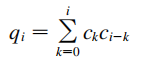 q_i = \sum_{k=0}^{i} c_k c_{i-k}